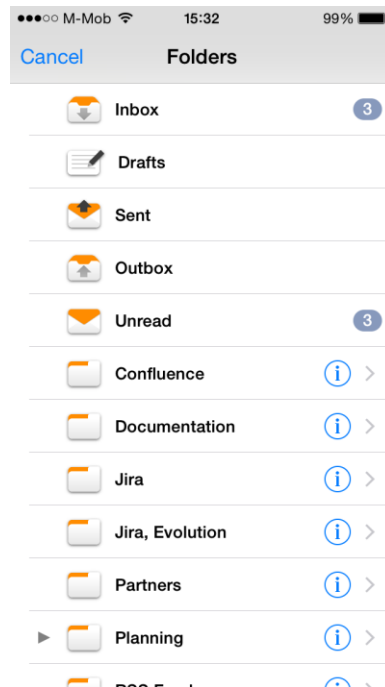 M-Mob 15:32 99%
Cancel Folders
Inbox 3
Drafts
Sent
Outbox
Unread 3
Confluence
Documentation
Jira
Jira, Evolution
Partners
Planning